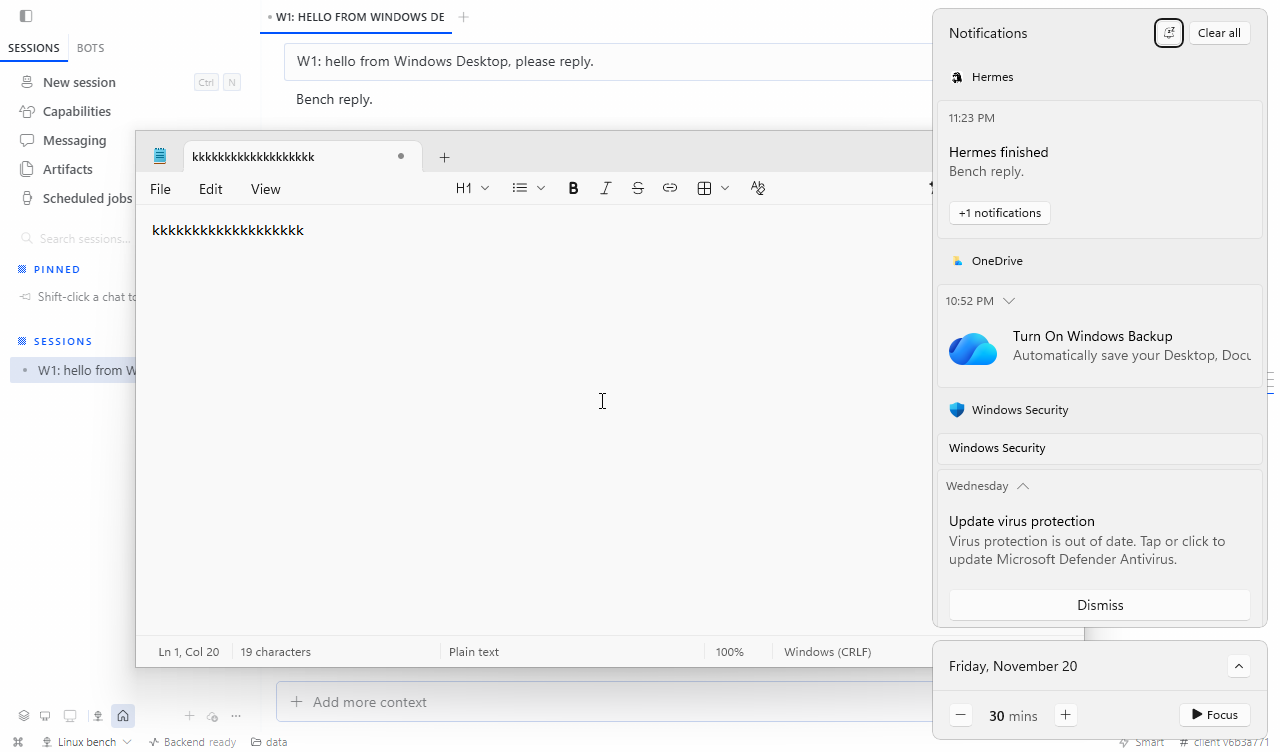 W1: HELLO FROM WINDOWS DE
SESSIONS
BOTS
New session
Ctrl
N
Capabilities
Messaging
Artifacts
Scheduled jobs
Search sessions...
PINNED
Shift-click a chat to
SESSIONS
W1: hello from W
W1: hello from Windows Desktop, please reply.
Bench reply.
kkkkkkkkkkkkkkkkkkk
File
Edit
View
H1
B
kkkkkkkkkkkkkkkkkkk
Ln 1, Col 20
19 characters
Plain text
100%
Windows (CRLF)
Add more context
Linux bench
Backend ready
data
Smart
# client v6b3a771
Notifications
Clear all
Hermes
11:23 PM
Hermes finished
Bench reply.
+1 notifications
OneDrive
10:52 PM
Turn On Windows Backup
Automatically save your Desktop, Docu
Windows Security
Windows Security
Wednesday
Update virus protection
Virus protection is out of date. Tap or click to
update Microsoft Defender Antivirus.
Dismiss
Friday, November 20
30 mins
Focus